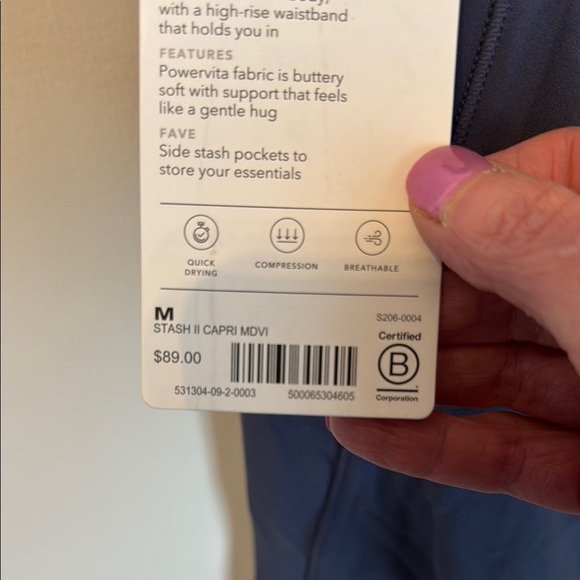 with a high-rise waistband
that holds you in
FEATURES
Powervita fabric is buttery
soft with support that feels
like a gentle hug
FAVE
Side stash pockets to
store your essentials
QUICK
DRYING
COMPRESSION
BREATHABLE
M
S206-0004
STASH II CAPRI MDVI
$89.00
Certified
B
Corporation
531304-09-2-0003
500065304605